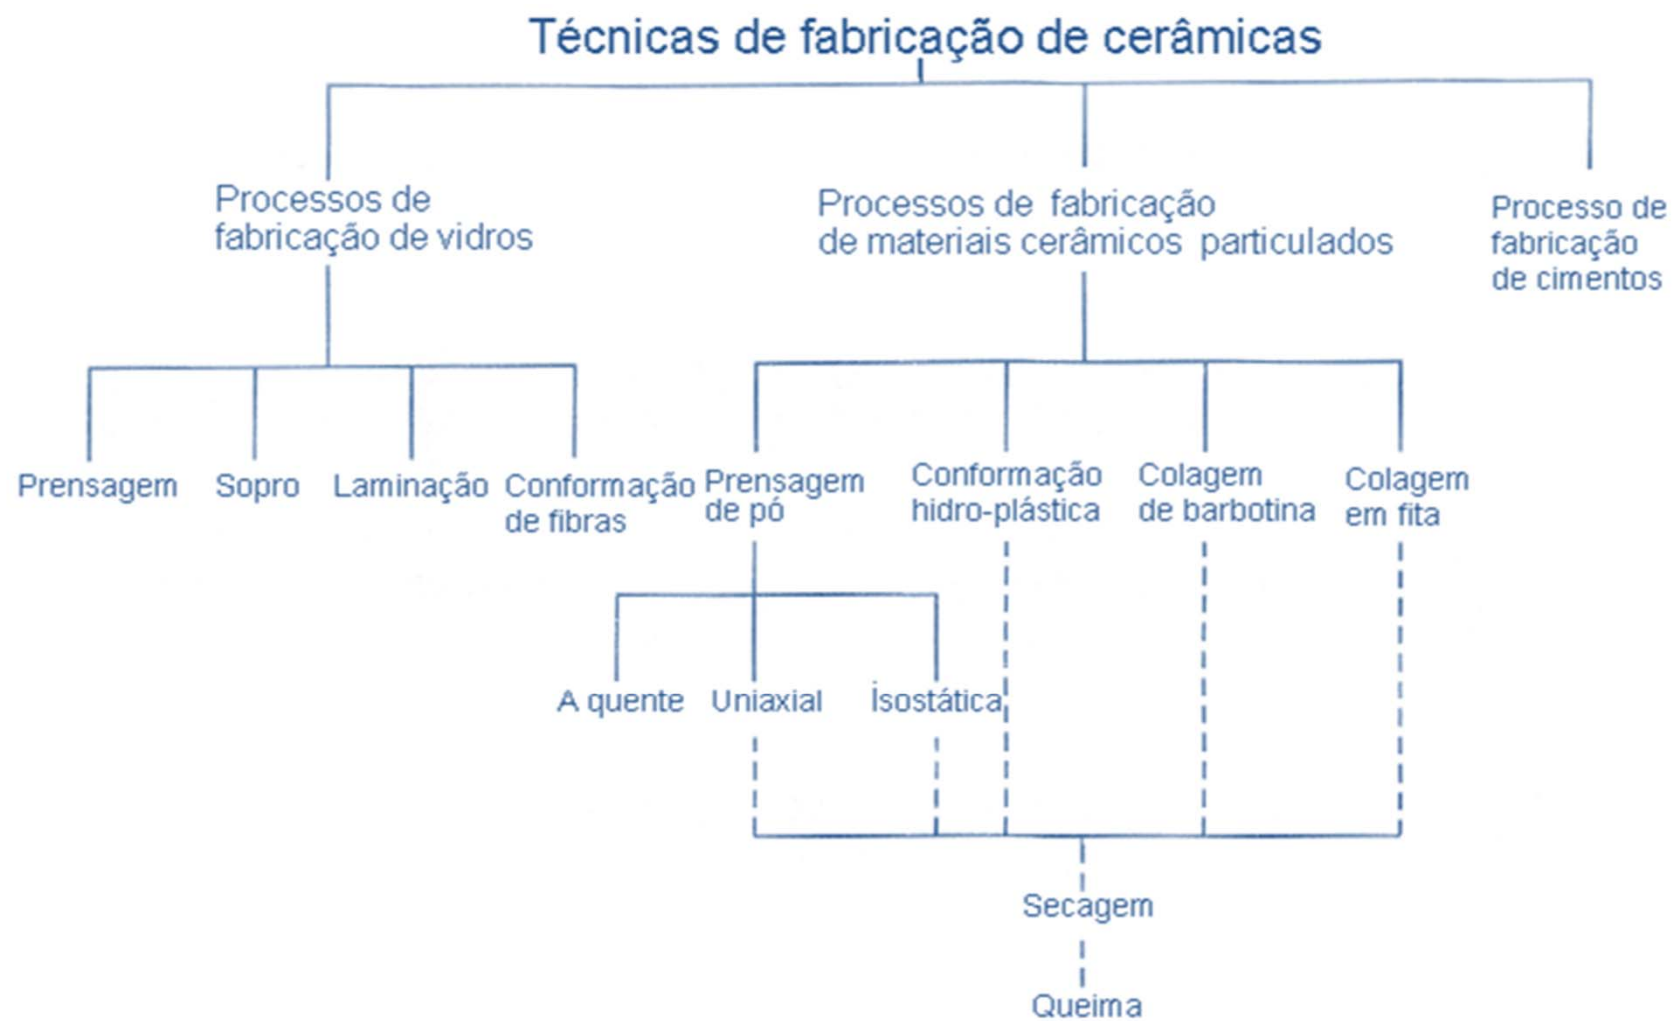 Técnicas de fabricação de cerâmicas
Processos de
fabricação de vidros
Processos de fabricação
de materiais cerâmicos particulados
Processo de
fabricação
de cimentos
Prensagem
Sopro
Laminação
Conformação
de fibras
Prensagem
de pó
Conformação
hidro-plástica
Colagem
de barbotina
Colagem
em fita
A quente
Uniaxial
İsostática
Secagem
Queima